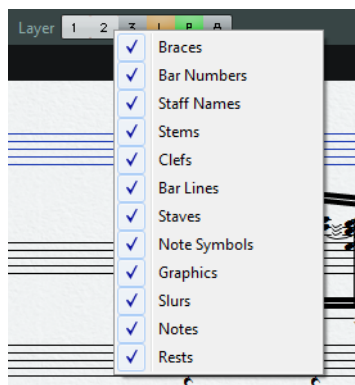 Layer 1 2 3 L P A
Braces
Bar Numbers
Staff Names
Stems
Clefs
Bar Lines
Staves
Note Symbols
Graphics
Slurs
Notes
Rests